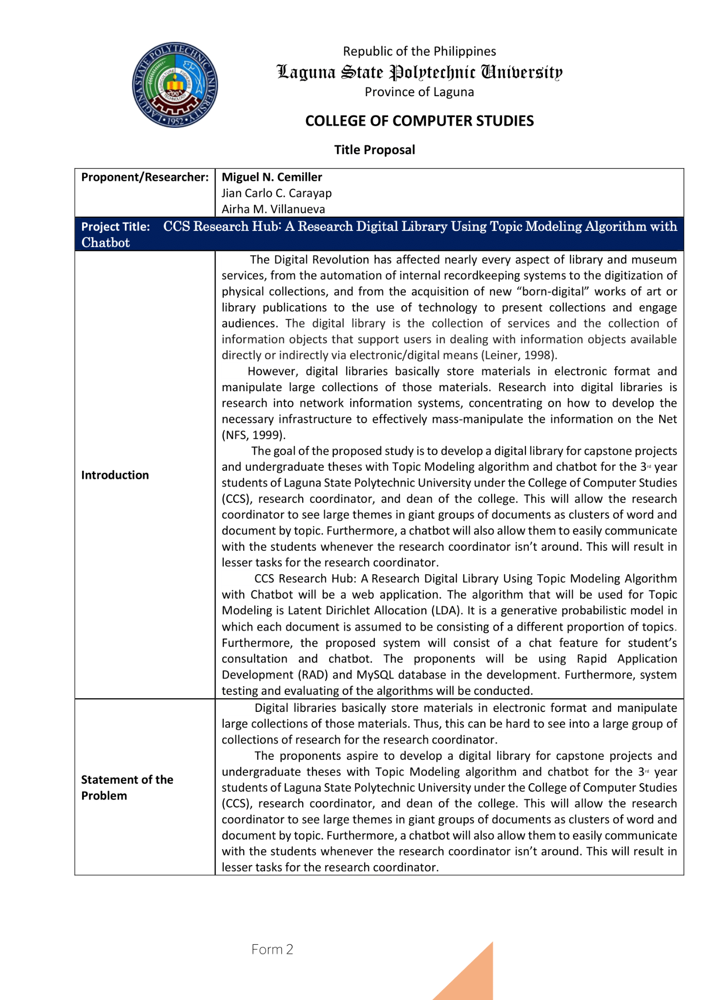 Republic of the Philippines
Laguna State Polytechnic University
Province of Laguna
COLLEGE OF COMPUTER STUDIES
LAGUNA STATE POLYTECHNIC UNIVERSITY
AGRICULTURE
FISHERIES
2001
TECHNOLOGY
• 1952 •
Title Proposal
Proponent/Researcher:
Miguel N. Cemiller
Jian Carlo C. Carayap
Airha M. Villanueva
Project Title: CCS Research Hub: A Research Digital Library Using Topic Modeling Algorithm with
Chatbot
Introduction
The Digital Revolution has affected nearly every aspect of library and museum
services, from the automation of internal recordkeeping systems to the digitization of
physical collections, and from the acquisition of new “born-digital” works of art or
library publications to the use of technology to present collections and engage
audiences. The digital library is the collection of services and the collection of
information objects that support users in dealing with information objects available
directly or indirectly via electronic/digital means (Leiner, 1998).
However, digital libraries basically store materials in electronic format and
manipulate large collections of those materials. Research into digital libraries is
research into network information systems, concentrating on how to develop the
necessary infrastructure to effectively mass-manipulate the information on the Net
(NFS, 1999).
The goal of the proposed study is to develop a digital library for capstone projects
and undergraduate theses with Topic Modeling algorithm and chatbot for the 3rd year
students of Laguna State Polytechnic University under the College of Computer Studies
(CCS), research coordinator, and dean of the college. This will allow the research
coordinator to see large themes in giant groups of documents as clusters of word and
document by topic. Furthermore, a chatbot will also allow them to easily communicate
with the students whenever the research coordinator isn’t around. This will result in
lesser tasks for the research coordinator.
CCS Research Hub: A Research Digital Library Using Topic Modeling Algorithm
with Chatbot will be a web application. The algorithm that will be used for Topic
Modeling is Latent Dirichlet Allocation (LDA). It is a generative probabilistic model in
which each document is assumed to be consisting of a different proportion of topics.
Furthermore, the proposed system will consist of a chat feature for student’s
consultation and chatbot. The proponents will be using Rapid Application
Development (RAD) and MySQL database in the development. Furthermore, system
testing and evaluating of the algorithms will be conducted.
Statement of the
Problem
Digital libraries basically store materials in electronic format and manipulate
large collections of those materials. Thus, this can be hard to see into a large group of
collections of research for the research coordinator.
The proponents aspire to develop a digital library for capstone projects and
undergraduate theses with Topic Modeling algorithm and chatbot for the 3rd year
students of Laguna State Polytechnic University under the College of Computer Studies
(CCS), research coordinator, and dean of the college. This will allow the research
coordinator to see large themes in giant groups of documents as clusters of word and
document by topic. Furthermore, a chatbot will also allow them to easily communicate
with the students whenever the research coordinator isn’t around. This will result in
lesser tasks for the research coordinator.
Form 2